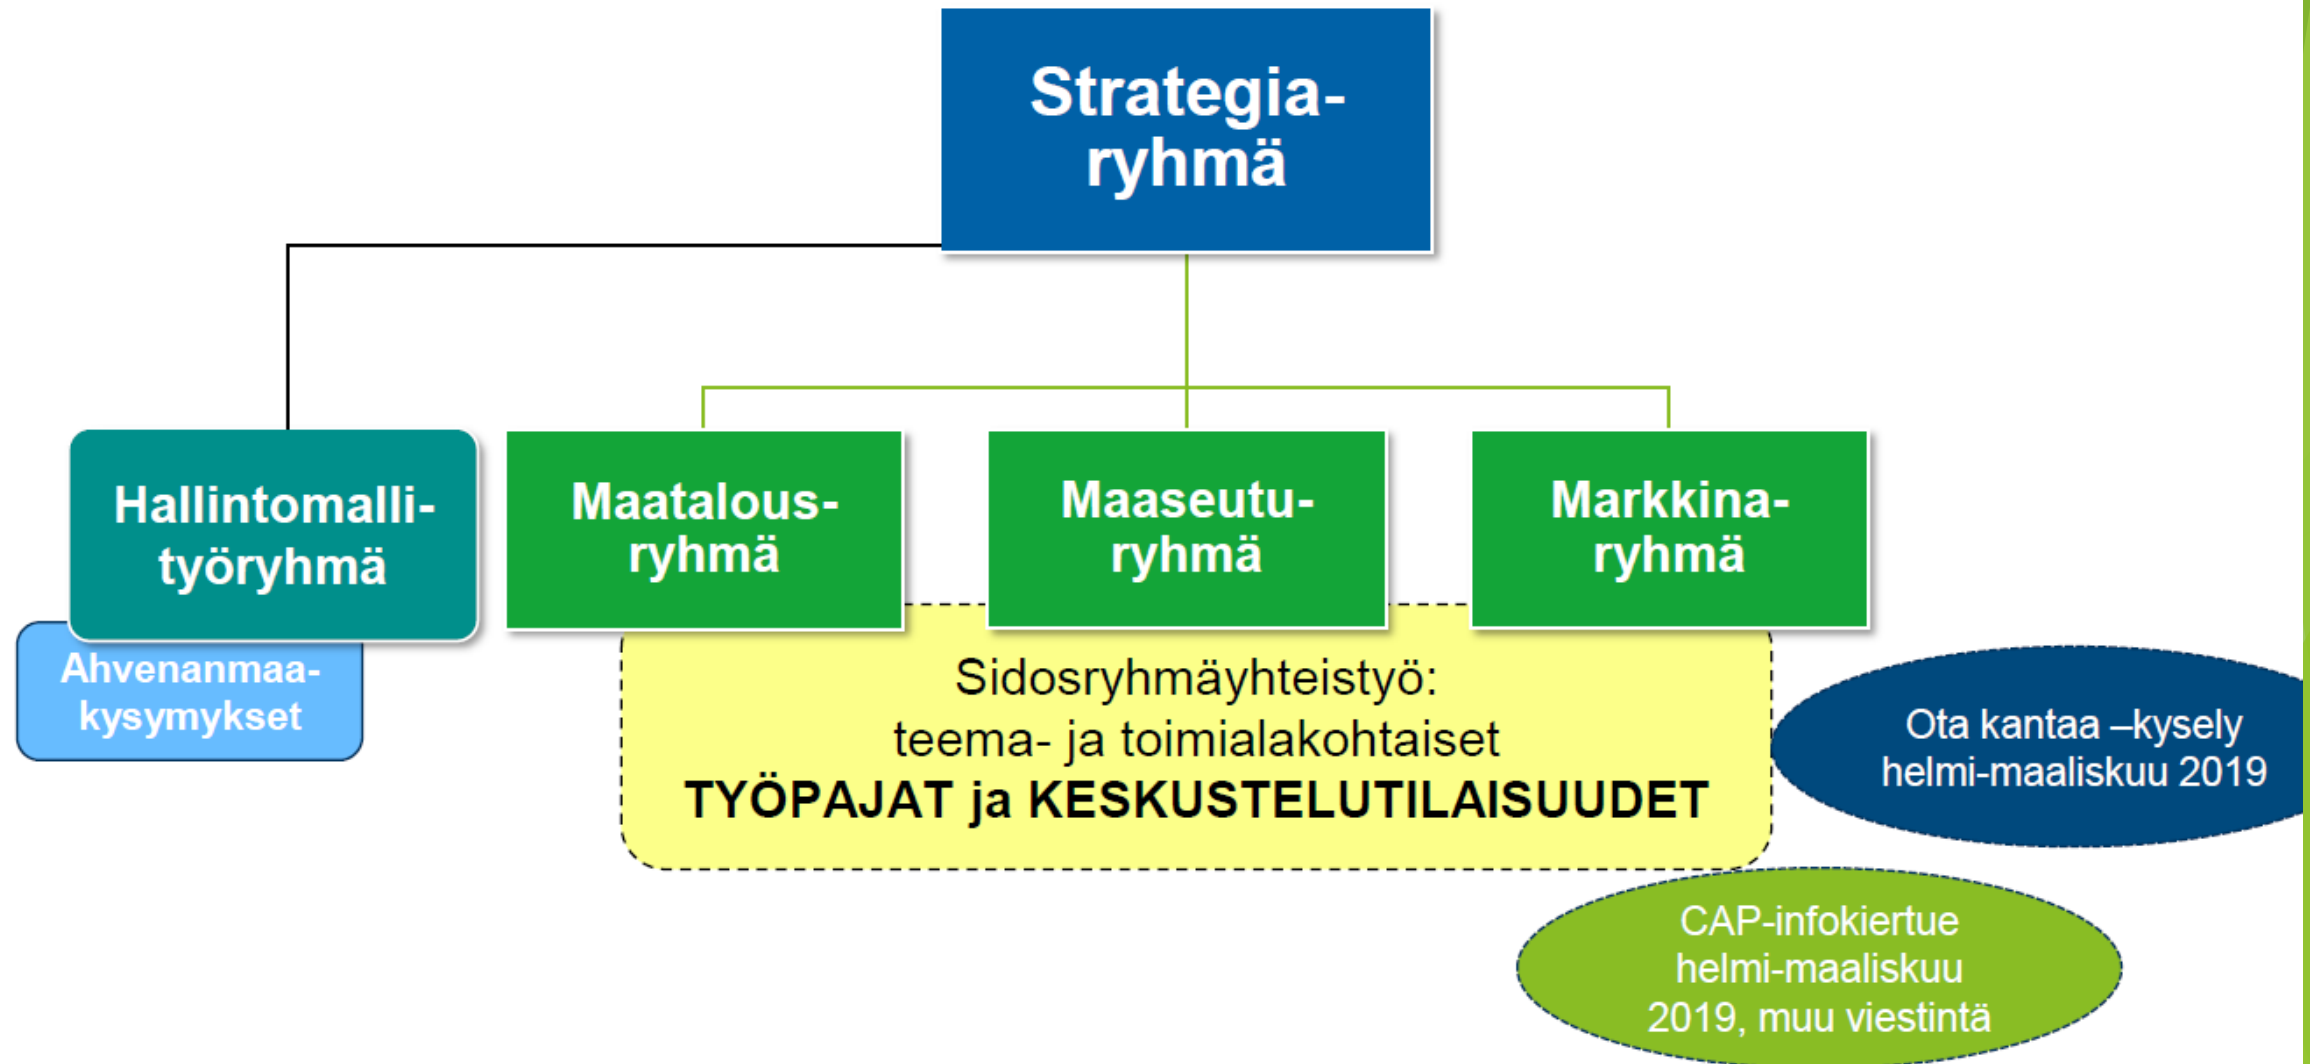 Strategia-
ryhmä
Hallintomalli-
työryhmä
Maatalous-
ryhmä
Maaseutu-
ryhmä
Markkina-
ryhmä
Ahvenanmaa-
kysymykset
Sidosryhmäyhteistyö:
teema- ja toimialakohtaiset
TYÖPAJAT ja KESKUSTELUTILAISUUDET
Ota kantaa –kysely
helmi-maaliskuu 2019
CAP-infokiertue
helmi-maaliskuu
2019, muu viestintä